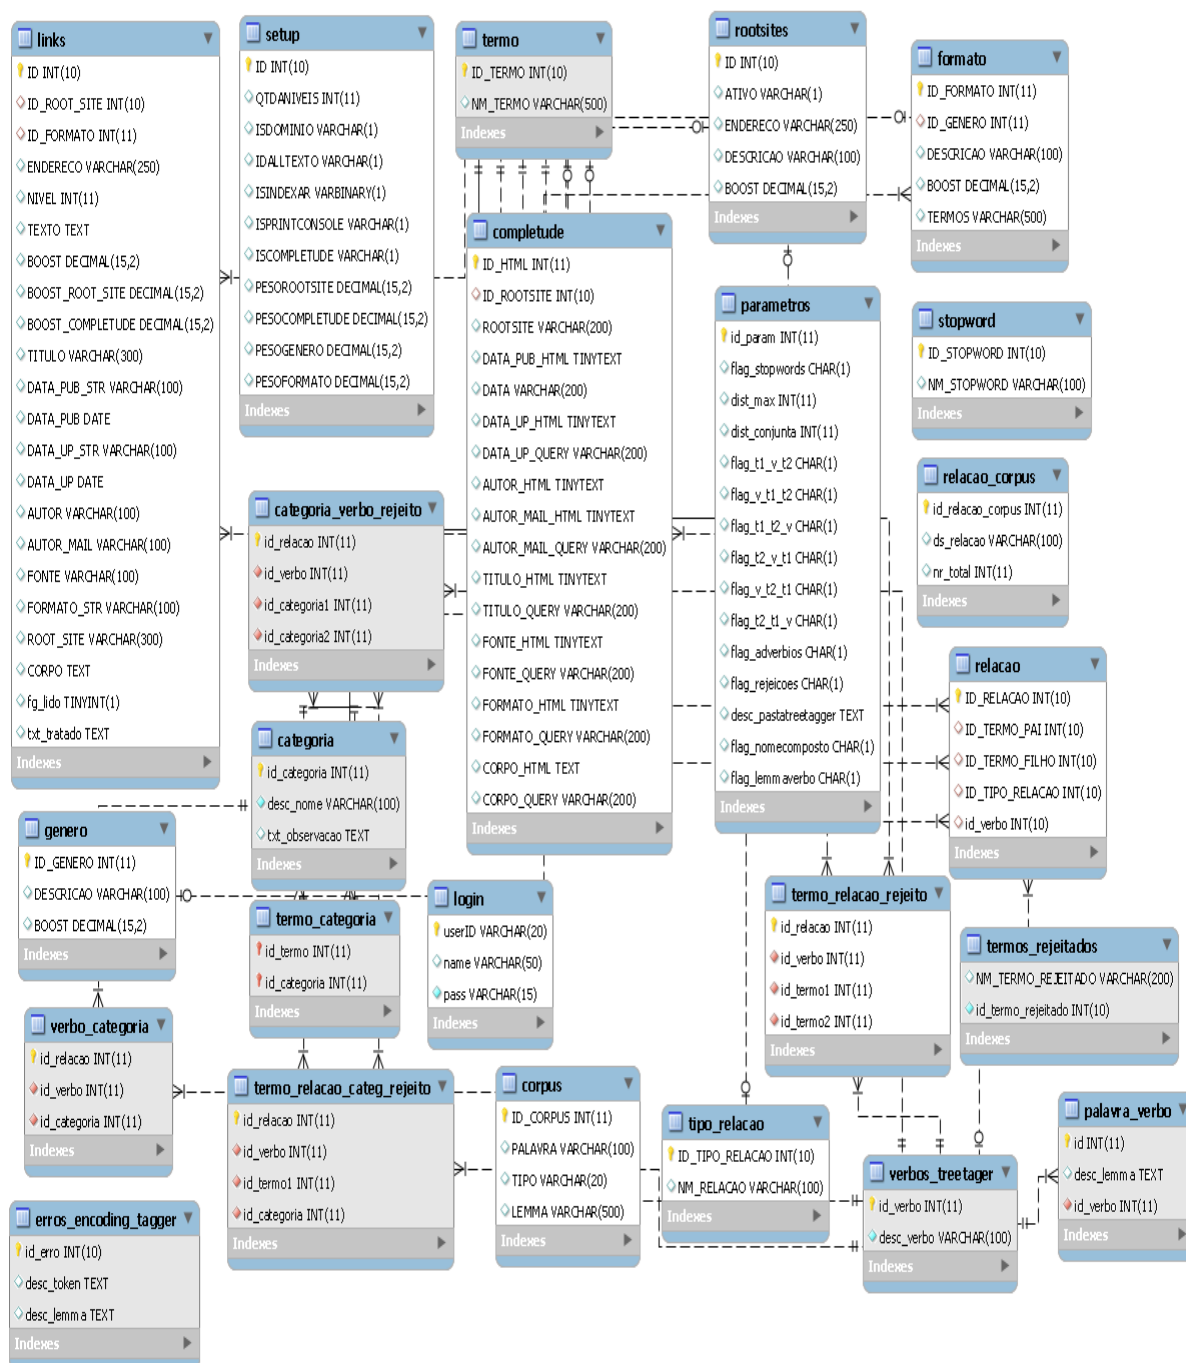 links
ID INT(10)
ID_ROOT_SITE INT(10)
ID_FORMATO INT(11)
ENDERECO VARCHAR(250)
NIVEL INT(11)
TEXTO TEXT
BOOST DECIMAL(15,2)
BOOST_ROOT_SITE DECIMAL(15,2)
BOOST_COMPLETUDE DECIMAL(15,2)
TITULO VARCHAR(300)
DATA_PUB_STR VARCHAR(100)
DATA_PUB DATE
DATA_UP_STR VARCHAR(100)
DATA_UP DATE
AUTOR VARCHAR(100)
AUTOR_MAIL VARCHAR(100)
FONTE VARCHAR(100)
FORMATO_STR VARCHAR(100)
ROOT_SITE VARCHAR(300)
CORPO TEXT
fg_lido TINYINT(1)
txt_tratado TEXT
Indexes
setup
ID INT(10)
QTDANIVEIS INT(11)
ISDOMINIO VARCHAR(1)
IDALLTEXTO VARCHAR(1)
ISINDEXAR VARBINARY(1)
ISPRINTCONSOLE VARCHAR(1)
ISCOMPLETUDE VARCHAR(1)
PESOROOTSITE DECIMAL(15,2)
PESOCOMPLETUDE DECIMAL(15,2)
PESOGENERO DECIMAL(15,2)
PESOFORMATO DECIMAL(15,2)
Indexes
termo
ID_TERMO INT(10)
NM_TERMO VARCHAR(500)
Indexes
rootsites
ID INT(10)
ATIVO VARCHAR(1)
ENDERECO VARCHAR(250)
DESCRICAO VARCHAR(100)
BOOST DECIMAL(15,2)
Indexes
formato
ID_FORMATO INT(11)
ID_GENERO INT(11)
DESCRICAO VARCHAR(100)
BOOST DECIMAL(15,2)
TERMOS VARCHAR(500)
Indexes
completude
ID_HTML INT(11)
ID_ROOTSITE INT(10)
ROOTSITE VARCHAR(200)
DATA_PUB_HTML TINYTEXT
DATA VARCHAR(200)
DATA_UP_HTML TINYTEXT
DATA_UP_QUERY VARCHAR(200)
AUTOR_HTML TINYTEXT
AUTOR_MAIL_HTML TINYTEXT
AUTOR_MAIL_QUERY VARCHAR(200)
TITULO_HTML TINYTEXT
TITULO_QUERY VARCHAR(200)
FONTE_HTML TINYTEXT
FONTE_QUERY VARCHAR(200)
FORMATO_HTML TINYTEXT
FORMATO_QUERY VARCHAR(200)
CORPO_HTML TEXT
CORPO_QUERY VARCHAR(200)
Indexes
parametros
id_param INT(11)
flag_stopwords CHAR(1)
dist_max INT(11)
dist_conjunta INT(11)
flag_t1_v_t2 CHAR(1)
flag_v_t1_t2 CHAR(1)
flag_t1_t2_v CHAR(1)
flag_t2_v_t1 CHAR(1)
flag_v_t2_t1 CHAR(1)
flag_t2_t1_v CHAR(1)
flag_adverbios CHAR(1)
flag_rejeicoes CHAR(1)
desc_pastatreetagger TEXT
flag_nomecomposto CHAR(1)
flag_lemmaverbo CHAR(1)
Indexes
stopword
ID_STOPWORD INT(10)
NM_STOPWORD VARCHAR(100)
Indexes
relacao_corpus
id_relacao_corpus INT(11)
ds_relacao VARCHAR(100)
nr_total INT(11)
Indexes
categoria_verbo_rejeito
id_relacao INT(11)
id_verbo INT(11)
id_categoria1 INT(11)
id_categoria2 INT(11)
Indexes
relacao
ID_RELACAO INT(10)
ID_TERMO_PAI INT(10)
ID_TERMO_FILHO INT(10)
ID_TIPO_RELACAO INT(10)
id_verbo INT(10)
Indexes
categoria
id_categoria INT(11)
desc_nome VARCHAR(100)
txt_observacao TEXT
Indexes
genero
ID_GENERO INT(11)
DESCRICAO VARCHAR(100)
BOOST DECIMAL(15,2)
Indexes
termo_categoria
id_termo INT(11)
id_categoria INT(11)
Indexes
login
userID VARCHAR(20)
name VARCHAR(50)
pass VARCHAR(15)
Indexes
termo_relacao_rejeito
id_relacao INT(11)
id_verbo INT(11)
id_termo1 INT(11)
id_termo2 INT(11)
Indexes
termos_rejeitados
NM_TERMO_REJEITADO VARCHAR(200)
id_termo_rejeitado INT(10)
Indexes
verbo_categoria
id_relacao INT(11)
id_verbo INT(11)
id_categoria INT(11)
Indexes
termo_relacao_categ_rejeito
id_relacao INT(11)
id_verbo INT(11)
id_termo1 INT(11)
id_categoria INT(11)
Indexes
corpus
ID_CORPUS INT(11)
PALAVRA VARCHAR(100)
TIPO VARCHAR(20)
LEMMA VARCHAR(500)
Indexes
tipo_relacao
ID_TIPO_RELACAO INT(10)
NM_RELACAO VARCHAR(100)
Indexes
verbos_treetager
id_verbo INT(11)
desc_verbo VARCHAR(100)
Indexes
palavra_verbo
id INT(11)
desc_lemma TEXT
id_verbo INT(11)
Indexes
erros_encoding_tagger
id_erro INT(10)
desc_token TEXT
desc_lemma TEXT
Indexes